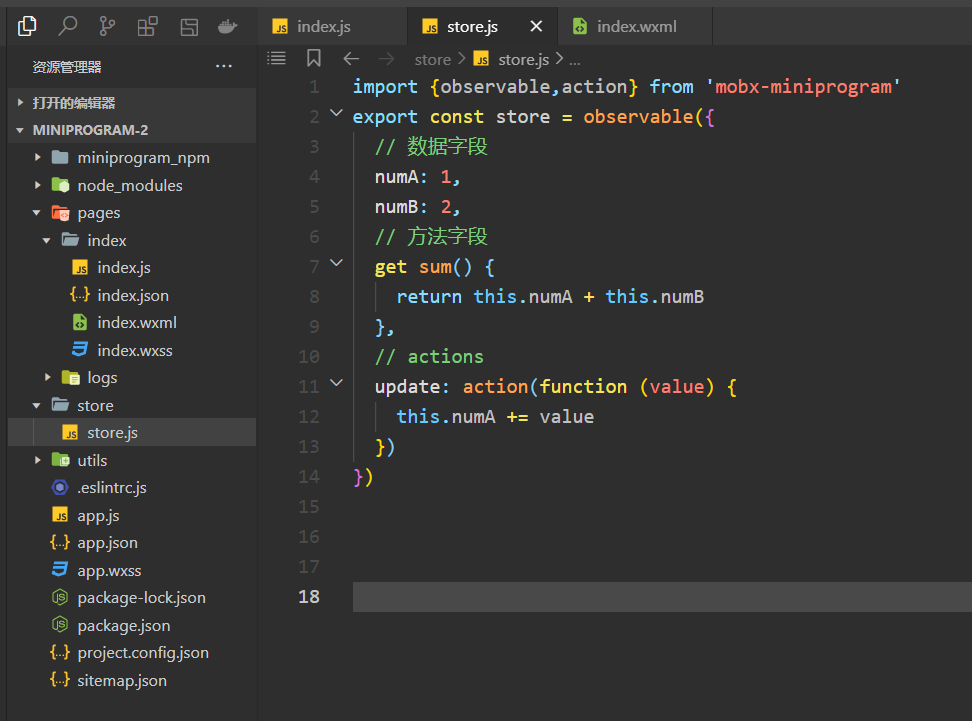 index.js
store.js
index.wxml
资源管理器
打开的编辑器
MINIPROGRAM-2
miniprogram_npm
node_modules
pages
index
index.js
index.json
index.wxml
index.wxss
logs
store
store.js
utils
.eslintrc.js
app.js
app.json
app.wxss
package-lock.json
package.json
project.config.json
sitemap.json
store > store.js > ...
1 import {observable,action} from 'mobx-miniprogram'
2 export const store = observable({
3 // 数据字段
4 numA: 1,
5 numB: 2,
6 // 方法字段
7 get sum() {
8 return this.numA + this.numB
9 },
10 // actions
11 update: action(function (value) {
12 this.numA += value
13 })
14 })
15
16
17
18